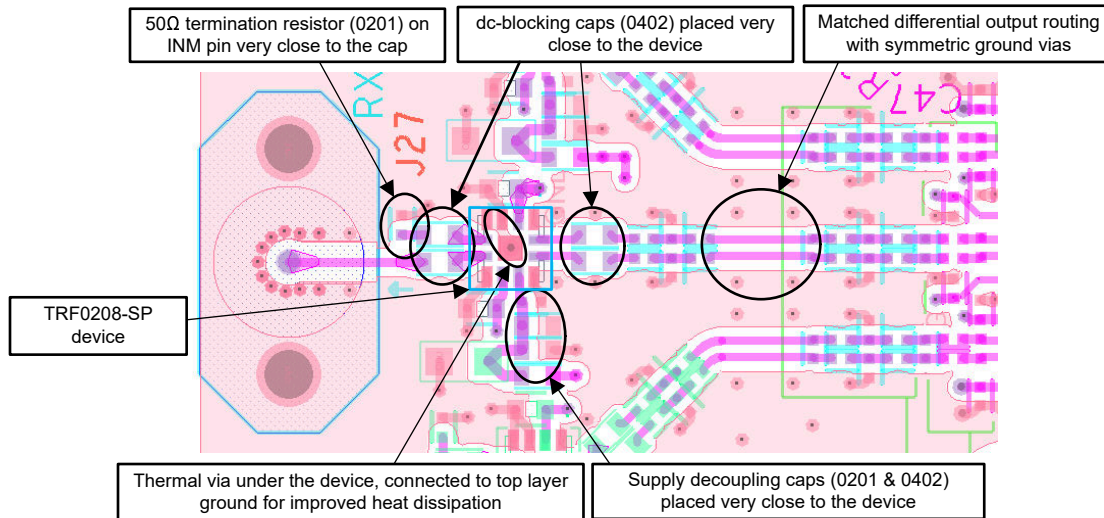 50Ω termination resistor (0201) on
INM pin very close to the cap
dc-blocking caps (0402) placed very
close to the device
Matched differential output routing
with symmetric ground vias
RX
J27
C47
TRF0208-SP
device
Thermal via under the device, connected to top layer
ground for improved heat dissipation
Supply decoupling caps (0201 & 0402)
placed very close to the device